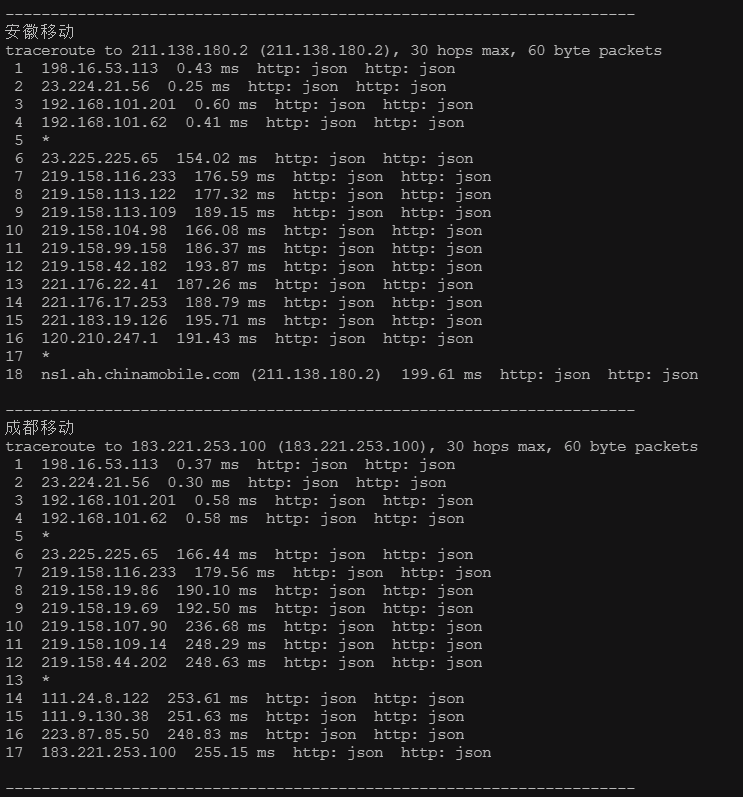 ----------------------------------------------------------------------
安徽移动
traceroute to 211.138.180.2 (211.138.180.2), 30 hops max, 60 byte packets
 1  198.16.53.113  0.43 ms  http: json  http: json
 2  23.224.21.56  0.25 ms  http: json  http: json
 3  192.168.101.201  0.60 ms  http: json  http: json
 4  192.168.101.62  0.41 ms  http: json  http: json
 5  *
 6  23.225.225.65  154.02 ms  http: json  http: json
 7  219.158.116.233  176.59 ms  http: json  http: json
 8  219.158.113.122  177.32 ms  http: json  http: json
 9  219.158.113.109  189.15 ms  http: json  http: json
10  219.158.104.98  166.08 ms  http: json  http: json
11  219.158.99.158  186.37 ms  http: json  http: json
12  219.158.42.182  193.87 ms  http: json  http: json
13  221.176.22.41  187.26 ms  http: json  http: json
14  221.176.17.253  188.79 ms  http: json  http: json
15  221.183.19.126  195.71 ms  http: json  http: json
16  120.210.247.1  191.43 ms  http: json  http: json
17  *
18  ns1.ah.chinamobile.com (211.138.180.2)  199.61 ms  http: json  http: json
----------------------------------------------------------------------
成都移动
traceroute to 183.221.253.100 (183.221.253.100), 30 hops max, 60 byte packets
 1  198.16.53.113  0.37 ms  http: json  http: json
 2  23.224.21.56  0.30 ms  http: json  http: json
 3  192.168.101.201  0.58 ms  http: json  http: json
 4  192.168.101.62  0.58 ms  http: json  http: json
 5  *
 6  23.225.225.65  166.44 ms  http: json  http: json
 7  219.158.116.233  179.56 ms  http: json  http: json
 8  219.158.19.86  190.10 ms  http: json  http: json
 9  219.158.19.69  192.50 ms  http: json  http: json
10  219.158.107.90  236.68 ms  http: json  http: json
11  219.158.109.14  248.29 ms  http: json  http: json
12  219.158.44.202  248.63 ms  http: json  http: json
13  *
14  111.24.8.122  253.61 ms  http: json  http: json
15  111.9.130.38  251.63 ms  http: json  http: json
16  223.87.85.50  248.83 ms  http: json  http: json
17  183.221.253.100  255.15 ms  http: json  http: json
----------------------------------------------------------------------